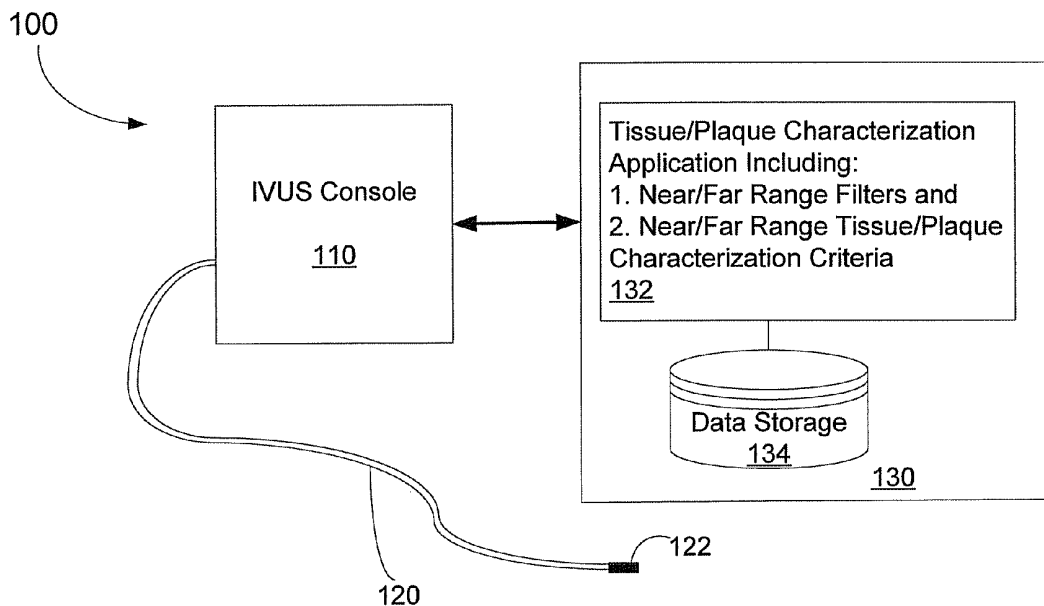 100
IVUS Console
110
Tissue/Plaque Characterization
Application Including:
1. Near/Far Range Filters and
2. Near/Far Range Tissue/Plaque
Characterization Criteria
132
Data Storage
134
130
120
122